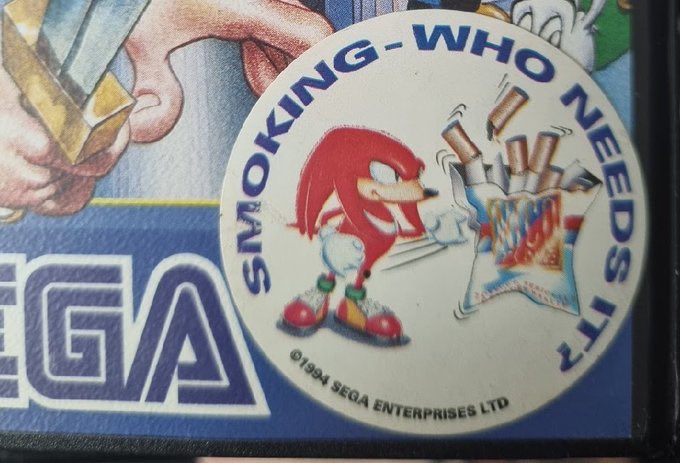 SMOKING-WHO NEEDS IT?
©1994 SEGA ENTERPRISES LTD
SEGA